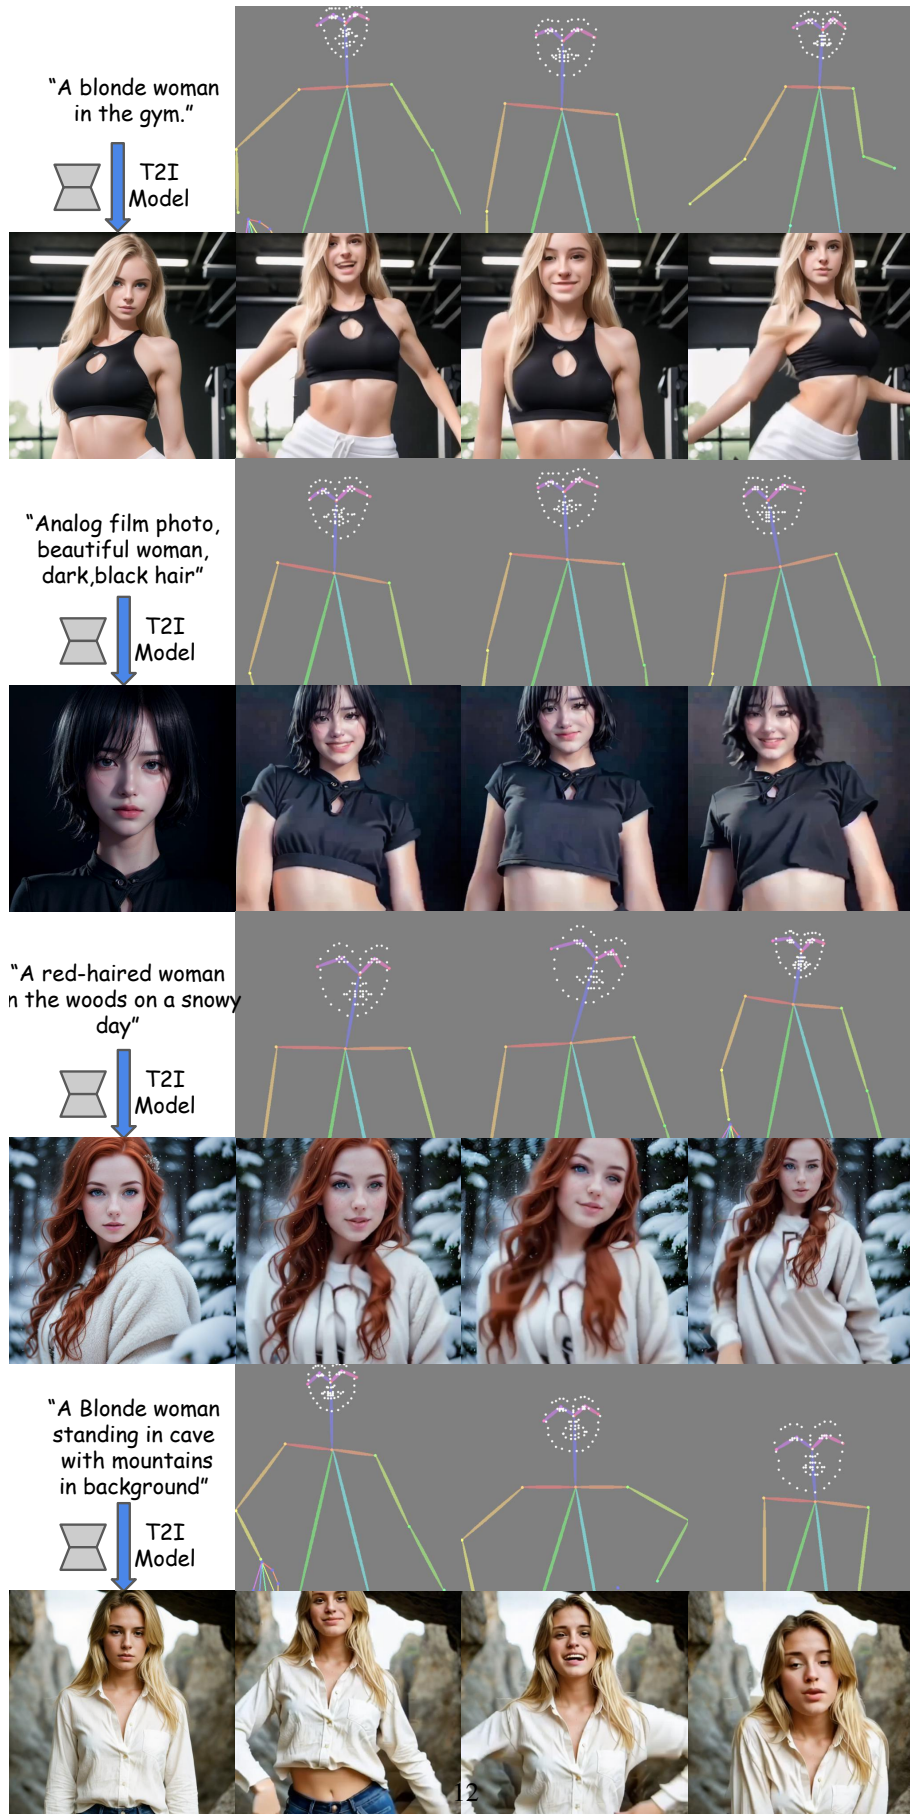 “A blonde woman
in the gym.”
T2I
Model
“Analog film photo,
beautiful woman,
dark,black hair”
T2I
Model
“A red-haired woman
n the woods on a snowy
day”
T2I
Model
“A Blonde woman
standing in cave
with mountains
in background”
T2I
Model
12